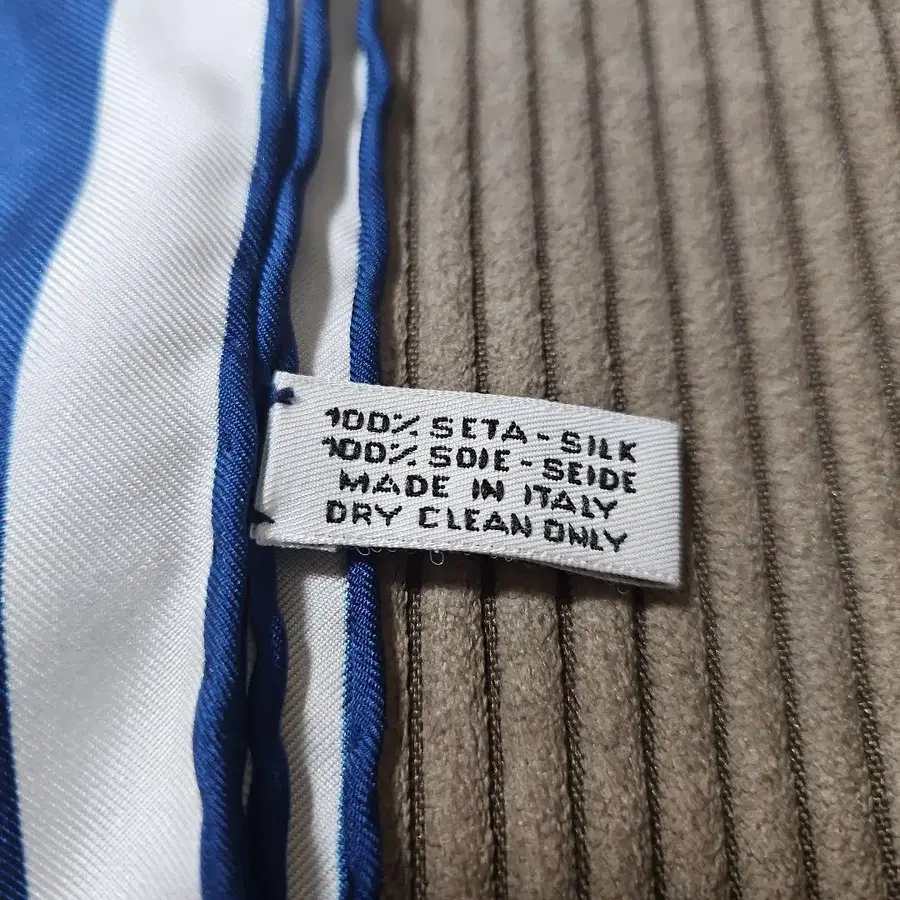 100% SETA - SILK
100% SOIE - SEIDE
MADE IN ITALY
DRY CLEAN ONLY